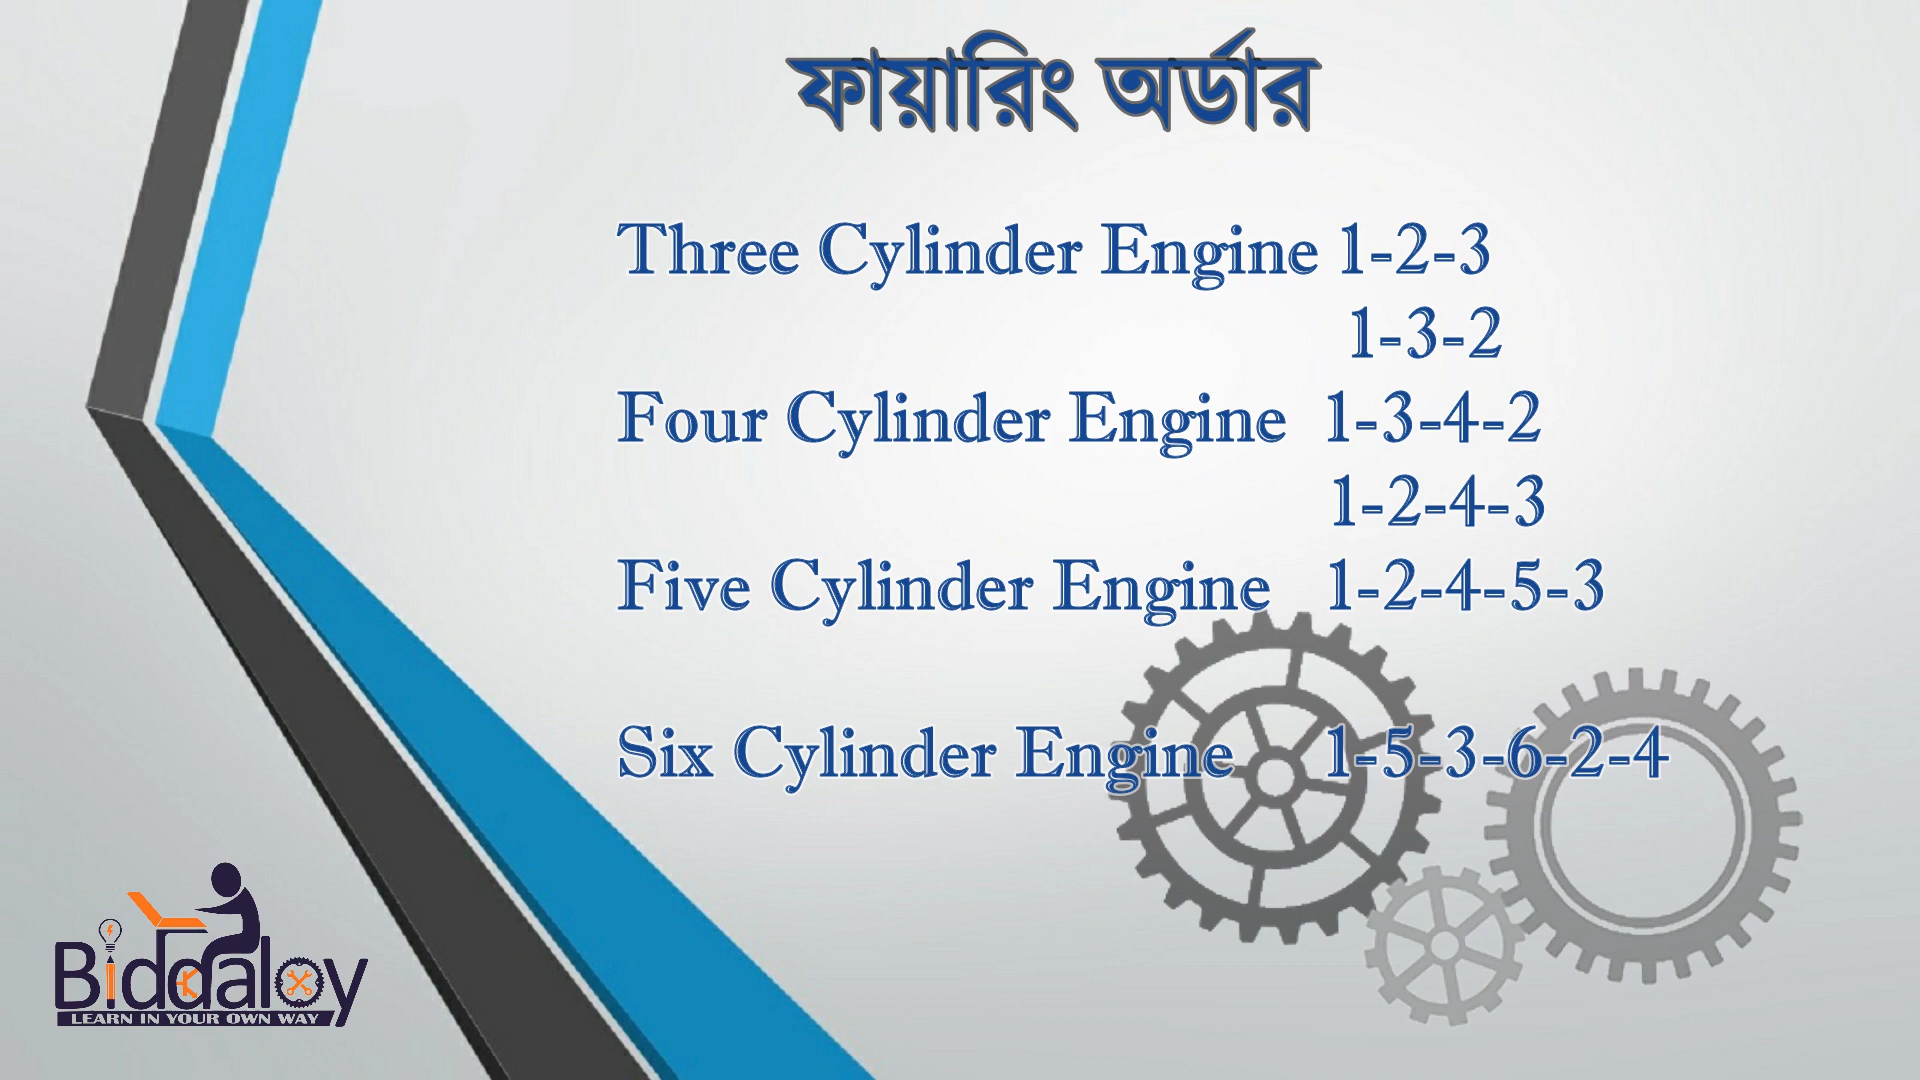 ফায়ারিং অর্ডার
Three Cylinder Engine 1-2-3
1-3-2
Four Cylinder Engine 1-3-4-2
1-2-4-3
Five Cylinder Engine 1-2-4-5-3
Six Cylinder Engine 1-5-3-6-2-4
Biddaloy
LEARN IN YOUR OWN WAY